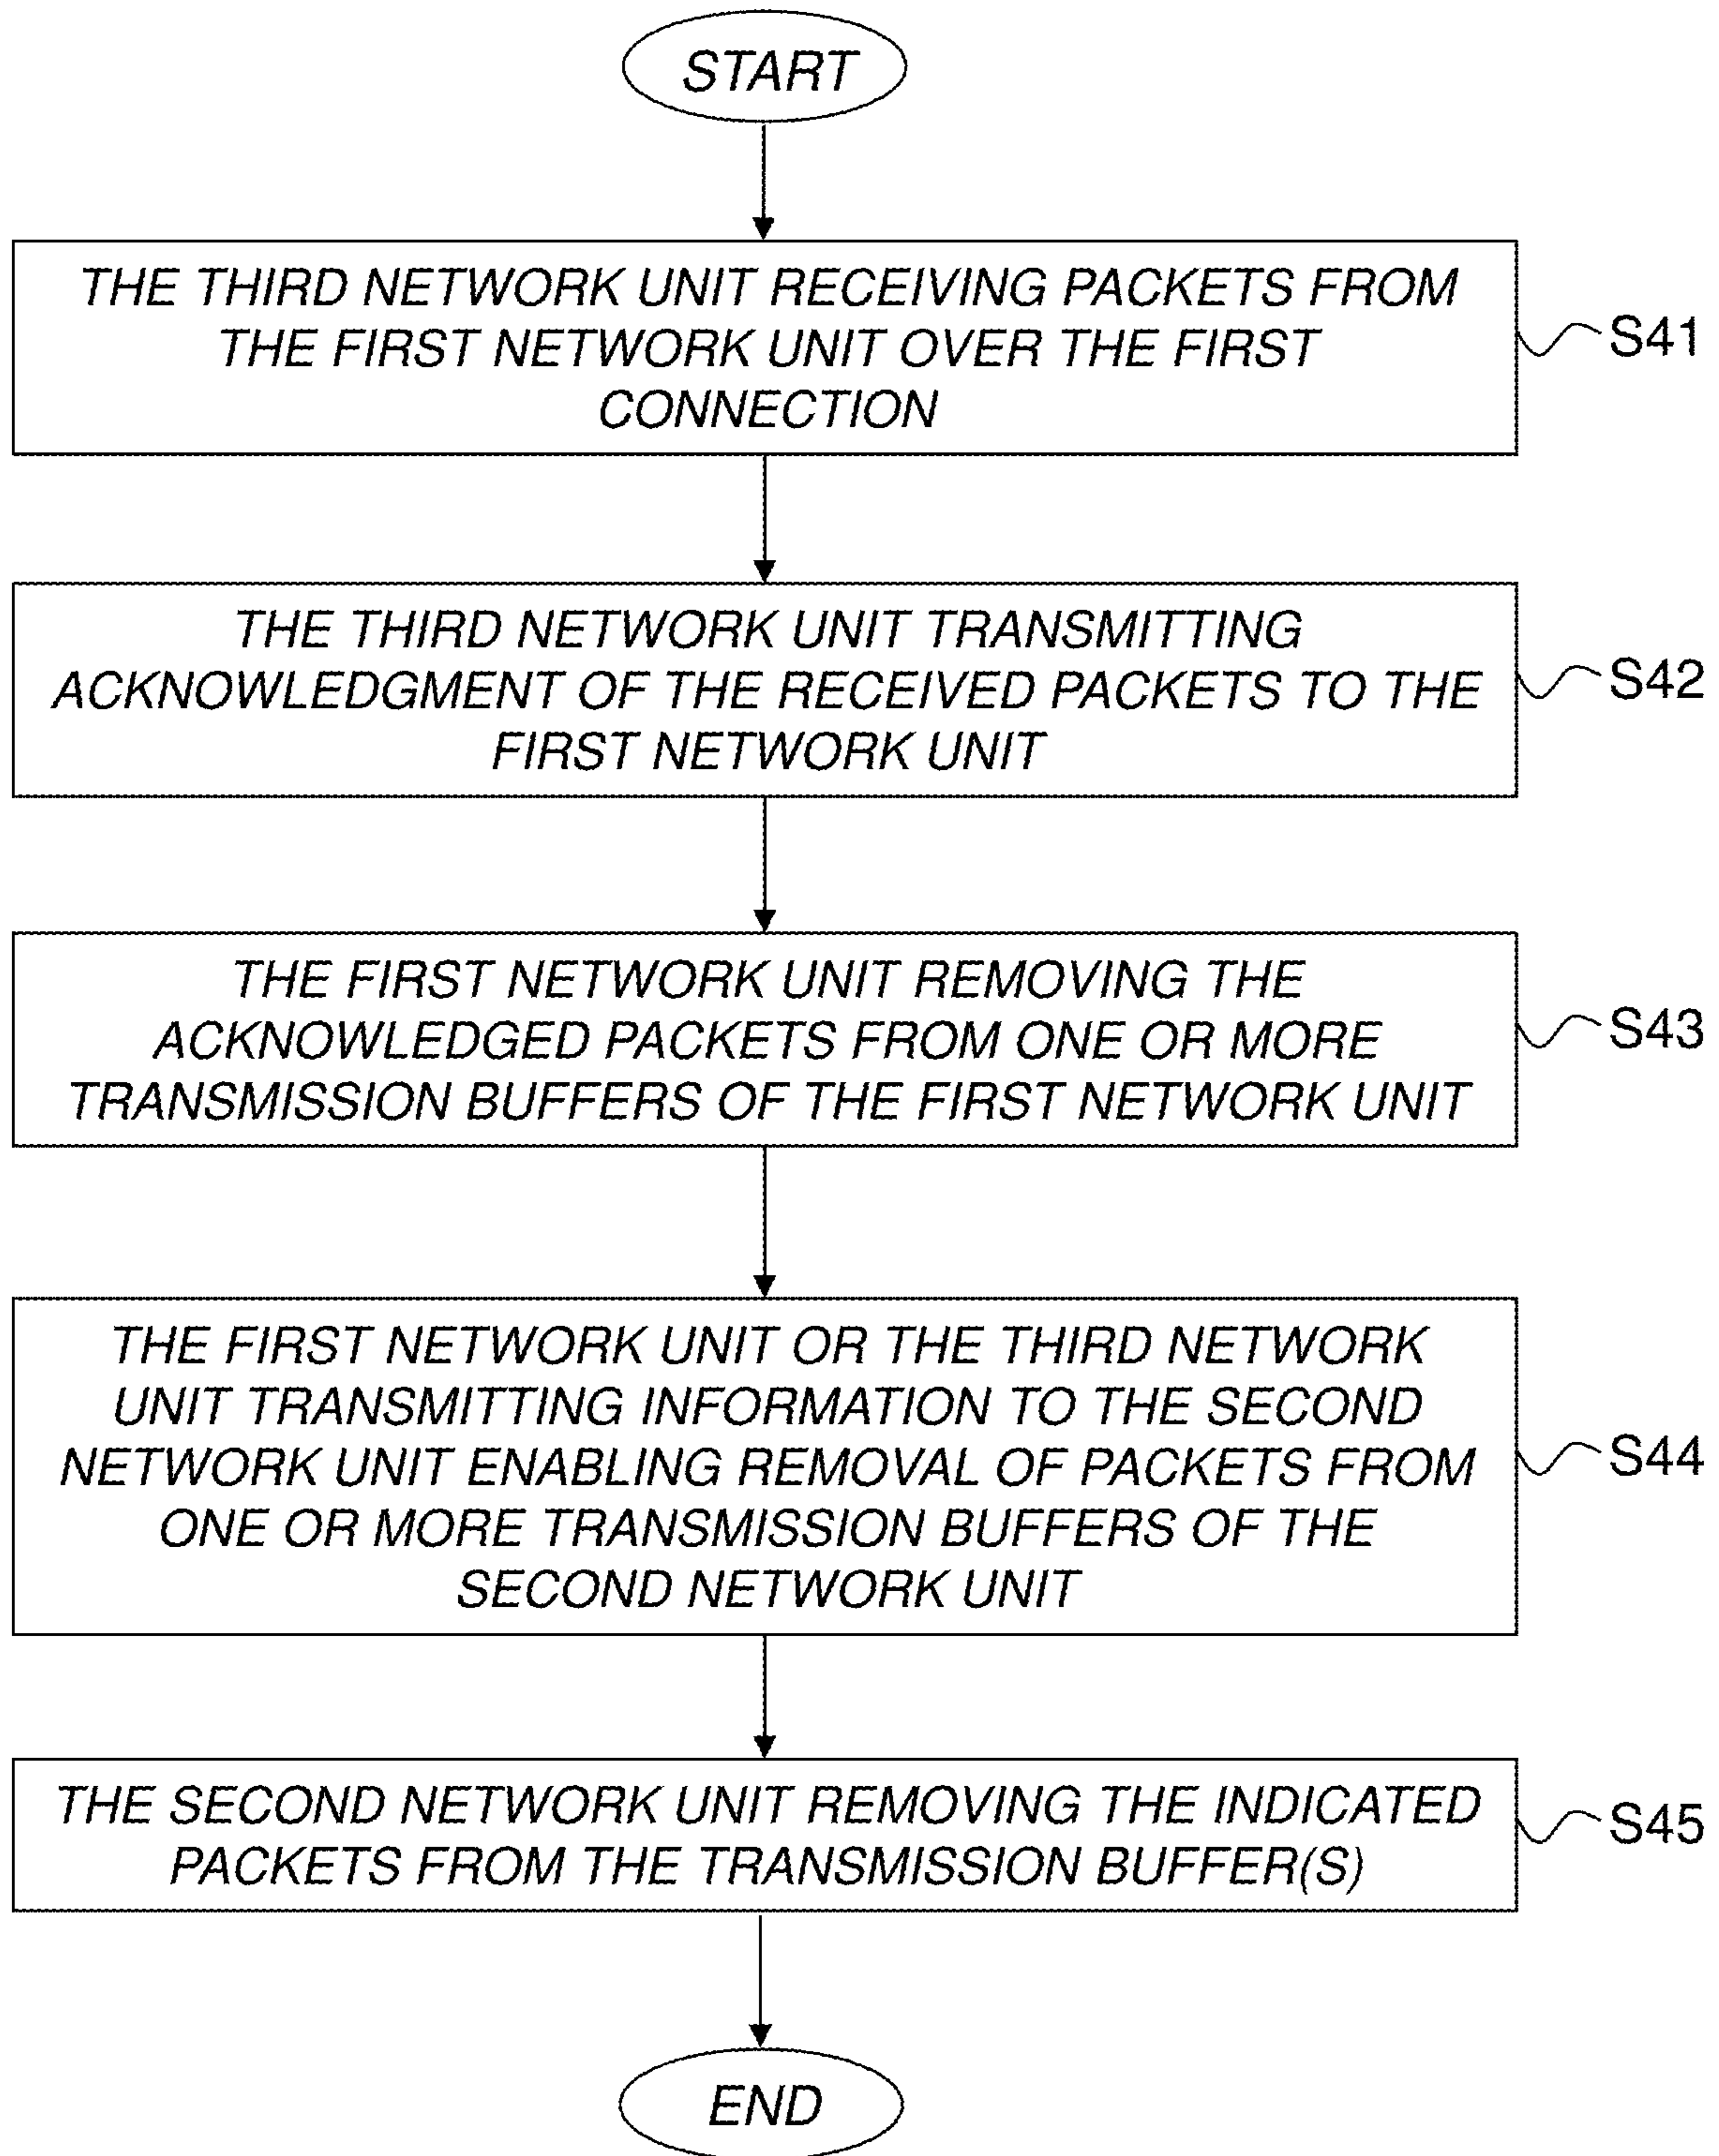 START
THE THIRD NETWORK UNIT RECEIVING PACKETS FROM
THE FIRST NETWORK UNIT OVER THE FIRST
CONNECTION
S41
THE THIRD NETWORK UNIT TRANSMITTING
ACKNOWLEDGMENT OF THE RECEIVED PACKETS TO THE
FIRST NETWORK UNIT
S42
THE FIRST NETWORK UNIT REMOVING THE
ACKNOWLEDGED PACKETS FROM ONE OR MORE
TRANSMISSION BUFFERS OF THE FIRST NETWORK UNIT
S43
THE FIRST NETWORK UNIT OR THE THIRD NETWORK
UNIT TRANSMITTING INFORMATION TO THE SECOND
NETWORK UNIT ENABLING REMOVAL OF PACKETS FROM
ONE OR MORE TRANSMISSION BUFFERS OF THE
SECOND NETWORK UNIT
S44
THE SECOND NETWORK UNIT REMOVING THE INDICATED
PACKETS FROM THE TRANSMISSION BUFFER(S)
S45
END